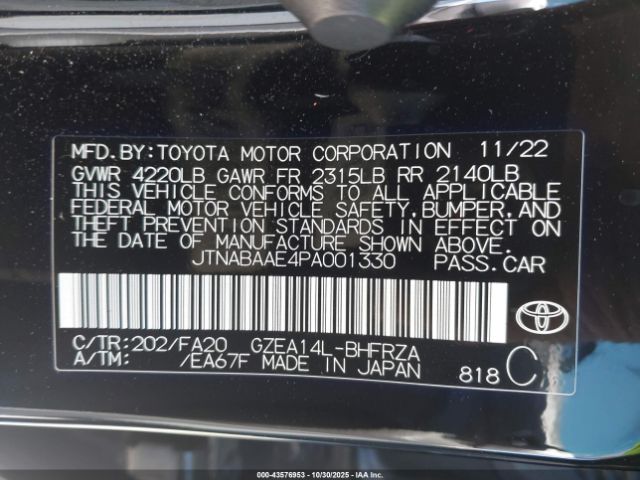 MFD.BY:TOYOTA MOTOR CORPORATION 11/22
GVWR 4220LB GAWR FR 2315LB RR 2140LB
THIS VEHICLE CONFORMS TO ALL APPLICABLE
FEDERAL MOTOR VEHICLE SAFETY,BUMPER,AND
THEFT PREVENTION STANDARDS IN EFFECT ON
THE DATE OF MANUFACTURE SHOWN ABOVE.
JTNABAAE4PA001330 PASS.CAR
C/TR:202/FA20 GZEA14L-BHFRZA
A/TM: /EA67F MADE IN JAPAN
818 C
TOYOTA
000-43576953 - 10/30/2025 - IAA Inc.